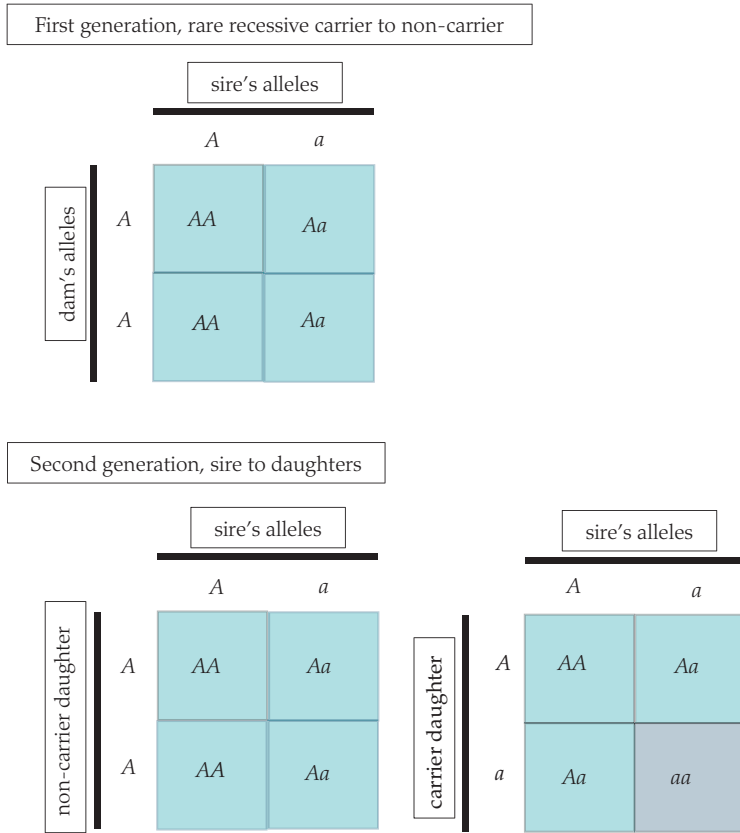 First generation, rare recessive carrier to non-carrier
sire's alleles
A a
dam's alleles
A AA Aa
A AA Aa
Second generation, sire to daughters
sire's alleles
A a
non-carrier daughter
A AA Aa
A AA Aa
sire's alleles
A a
carrier daughter
A AA Aa
a Aa aa